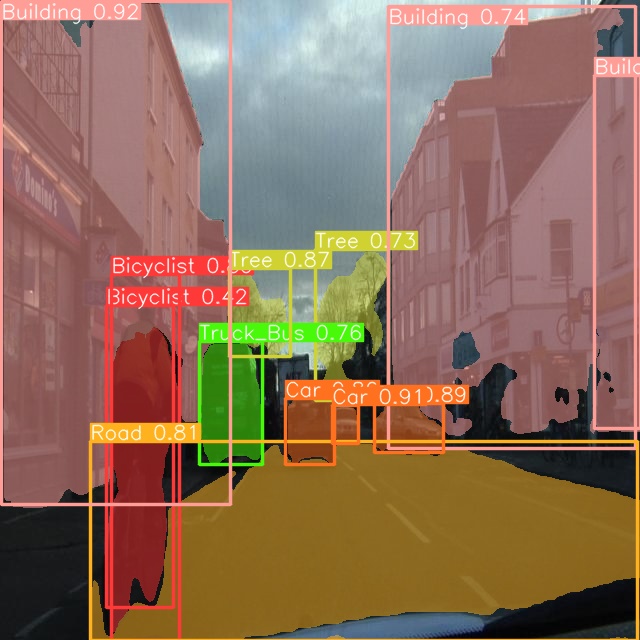 Building 0.92
Building 0.74
Domino's
Tree 0.73
Tree 0.87
Bicyclist
Bicyclist 0.42
Truck_Bus 0.76
Car
Car 0.91
0.89
Road 0.81